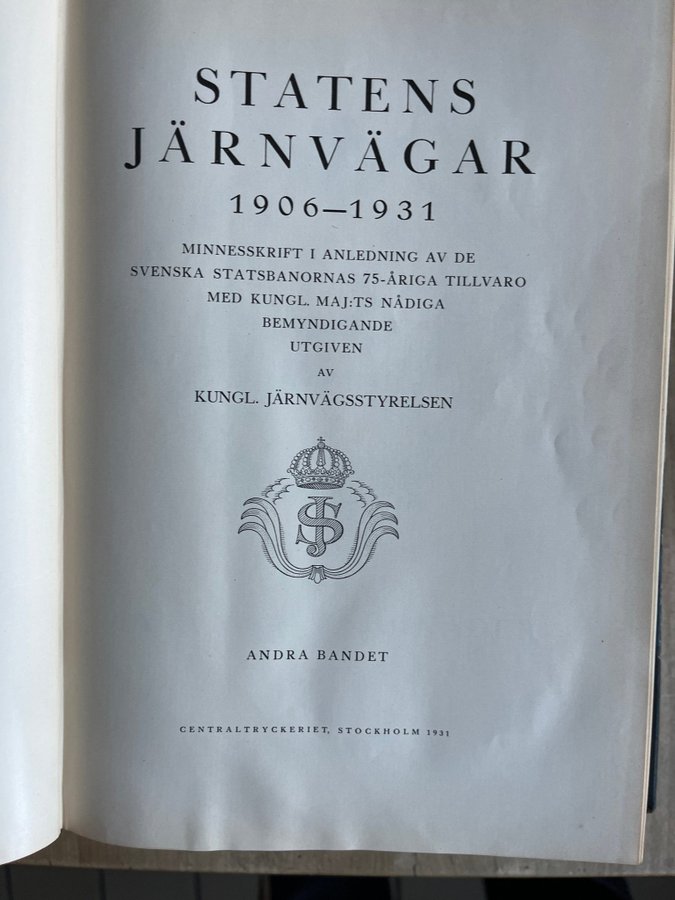 STATENS
JÄRNVÄGAR
1906—1931
MINNESSKRIFT I ANLEDNING AV DE
SVENSKA STATSBANORNAS 75-ÅRIGA TILLVARO
MED KUNGL. MAJ:TS NÅDIGA
BEMYNDIGANDE
UTGIVEN
AV
KUNGL. JÄRNVÄGSSTYRELSEN
SJ
ANDRA BANDET
CENTRALTRYCKERIET, STOCKHOLM 1931